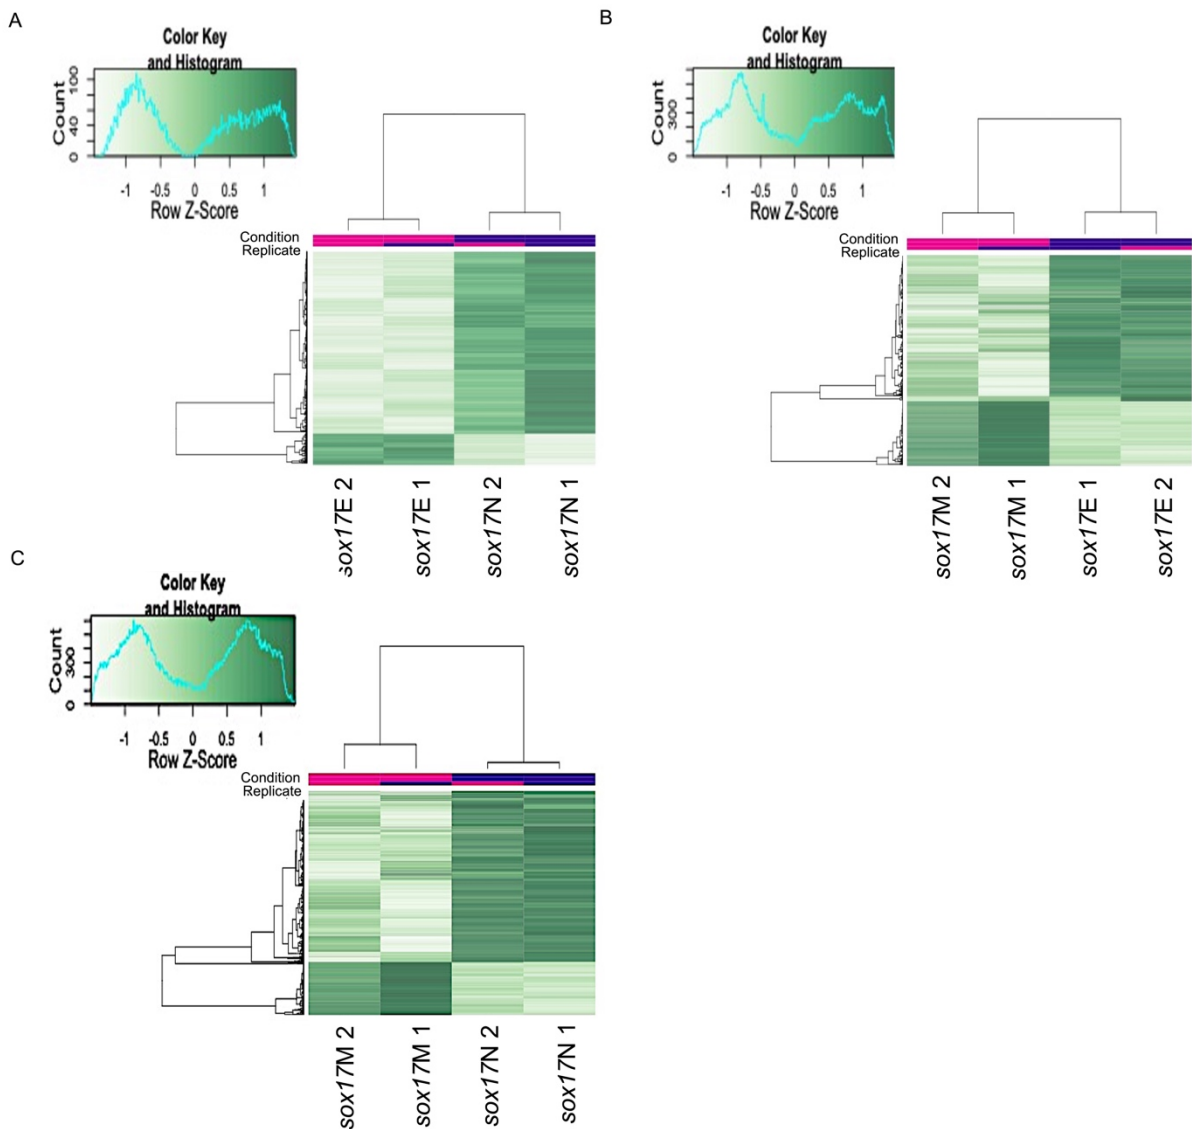 A
Color Key
and Histogram
Count
0 40 100
-1 -0.5 0 0.5 1
Row Z-Score
Condition
Replicate
sox17E 2
sox17E 1
sox17N 2
sox17N 1
B
Color Key
and Histogram
Count
0 300
-1 -0.5 0 0.5 1
Row Z-Score
Condition
Replicate
sox17M 2
sox17M 1
sox17E 1
sox17E 2
C
Color Key
and Histogram
Count
0 300
-1 -0.5 0 0.5 1
Row Z-Score
Condition
Replicate
sox17M 2
sox17M 1
sox17N 2
sox17N 1